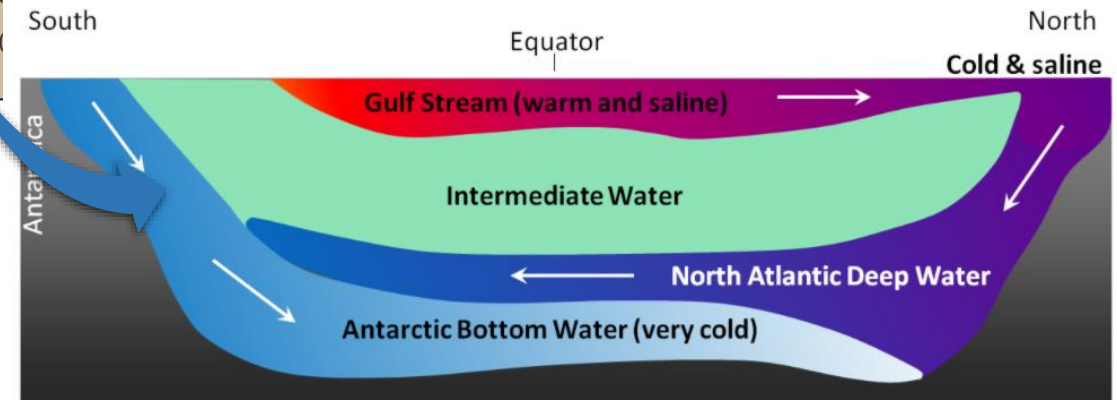 South
North
Equator
Cold & saline
Gulf Stream (warm and saline)
Antarctica
Intermediate Water
North Atlantic Deep Water
Antarctic Bottom Water (very cold)